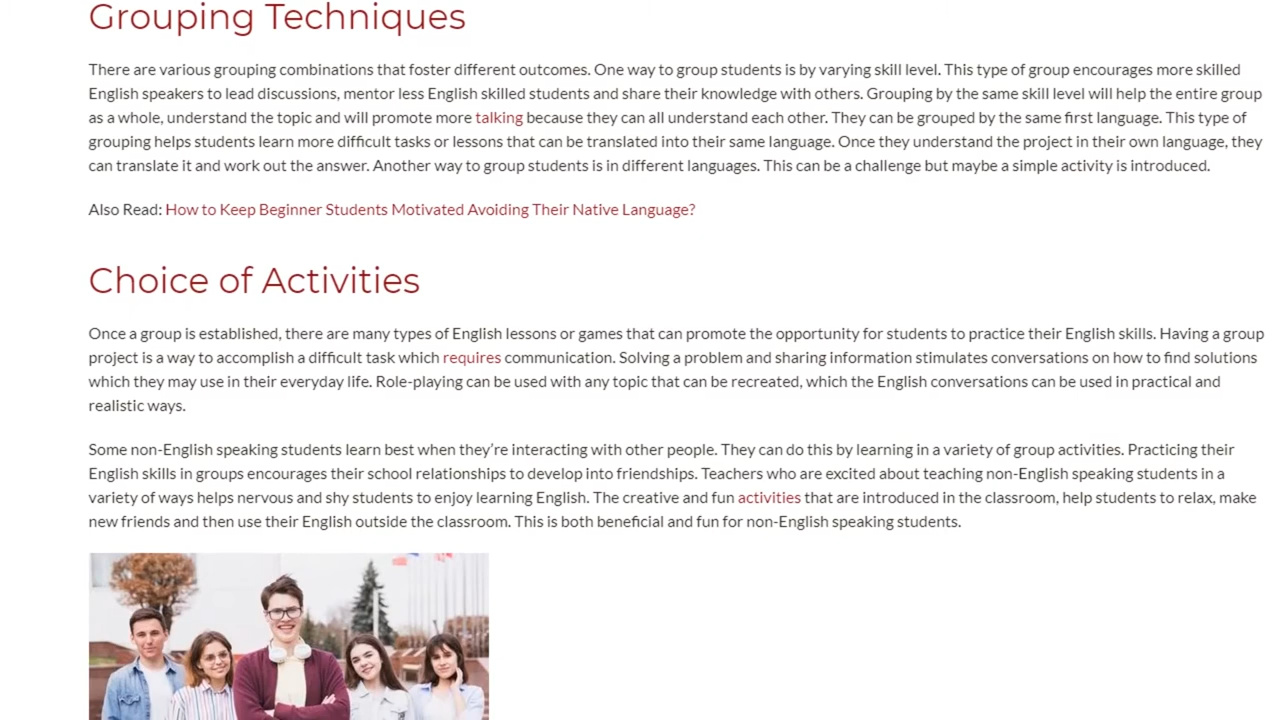 Grouping Techniques
There are various grouping combinations that foster different outcomes. One way to group students is by varying skill level. This type of group encourages more skilled
English speakers to lead discussions, mentor less English skilled students and share their knowledge with others. Grouping by the same skill level will help the entire group
as a whole, understand the topic and will promote more talking because they can all understand each other. They can be grouped by the same first language. This type of
grouping helps students learn more difficult tasks or lessons that can be translated into their same language. Once they understand the project in their own language, they
can translate it and work out the answer. Another way to group students is in different languages. This can be a challenge but maybe a simple activity is introduced.
Also Read: How to Keep Beginner Students Motivated Avoiding Their Native Language?
Choice of Activities
Once a group is established, there are many types of English lessons or games that can promote the opportunity for students to practice their English skills. Having a group
project is a way to accomplish a difficult task which requires communication. Solving a problem and sharing information stimulates conversations on how to find solutions
which they may use in their everyday life. Role-playing can be used with any topic that can be recreated, which the English conversations can be used in practical and
realistic ways.
Some non-English speaking students learn best when they’re interacting with other people. They can do this by learning in a variety of group activities. Practicing their
English skills in groups encourages their school relationships to develop into friendships. Teachers who are excited about teaching non-English speaking students in a
variety of ways helps nervous and shy students to enjoy learning English. The creative and fun activities that are introduced in the classroom, help students to relax, make
new friends and then use their English outside the classroom. This is both beneficial and fun for non-English speaking students.